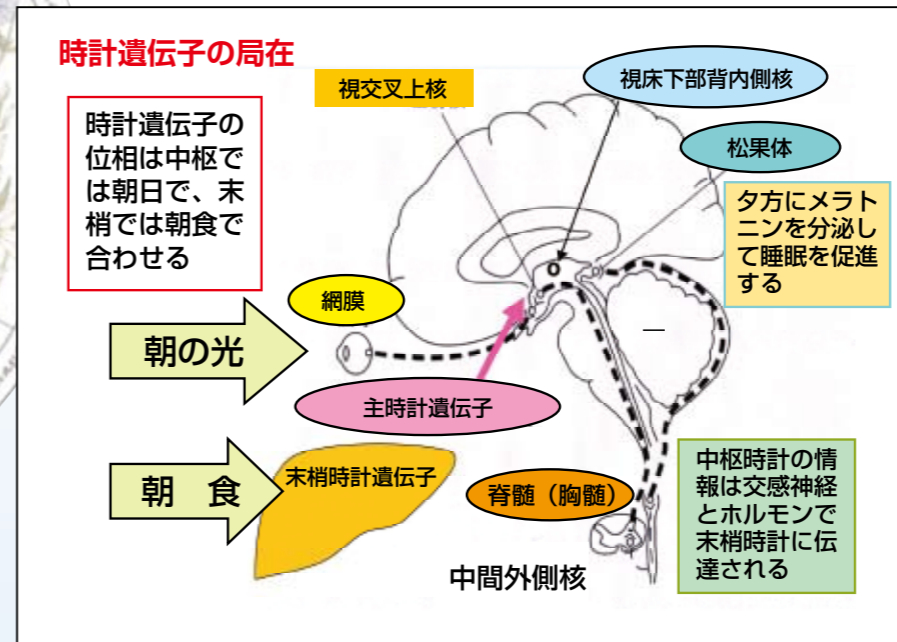 時計遺伝子の局在
視交叉上核
視床下部背内側核
時計遺伝子の
位相は中枢で
は朝日で、末
梢では朝食で
合わせる
松果体
夕方にメラト
ニンを分泌し
て睡眠を促進
する
網膜
朝の光
主時計遺伝子
朝 食
末梢時計遺伝子
脊髄（胸髄）
中枢時計の情
報は交感神経
とホルモンで
末梢時計に伝
達される
中間外側核